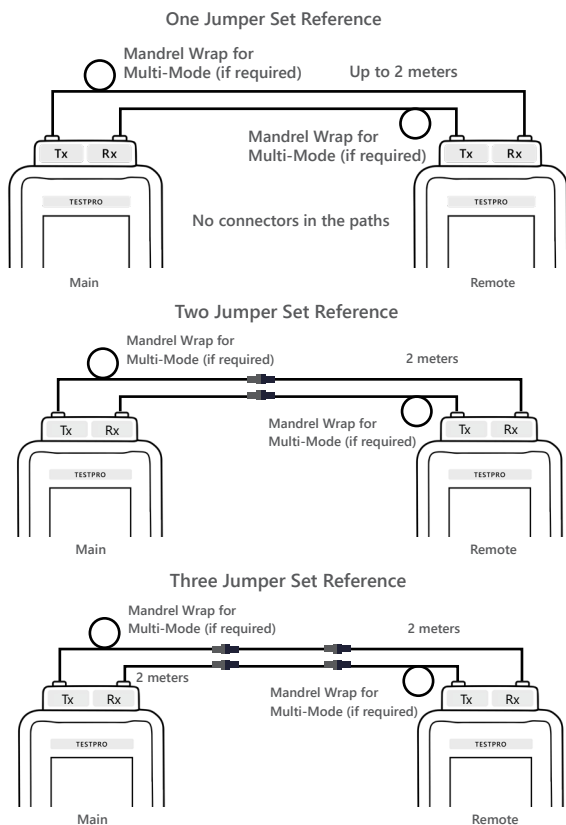 One Jumper Set Reference
Mandrel Wrap for
Multi-Mode (if required)
Up to 2 meters
Mandrel Wrap for
Multi-Mode (if required)
Tx Rx
Tx Rx
TESTPRO
TESTPRO
No connectors in the paths
Main
Remote
Two Jumper Set Reference
Mandrel Wrap for
Multi-Mode (if required)
2 meters
Mandrel Wrap for
Multi-Mode (if required)
Tx Rx
Tx Rx
TESTPRO
TESTPRO
Main
Remote
Three Jumper Set Reference
Mandrel Wrap for
Multi-Mode (if required)
2 meters
2 meters
Mandrel Wrap for
Multi-Mode (if required)
Tx Rx
Tx Rx
TESTPRO
TESTPRO
Main
Remote